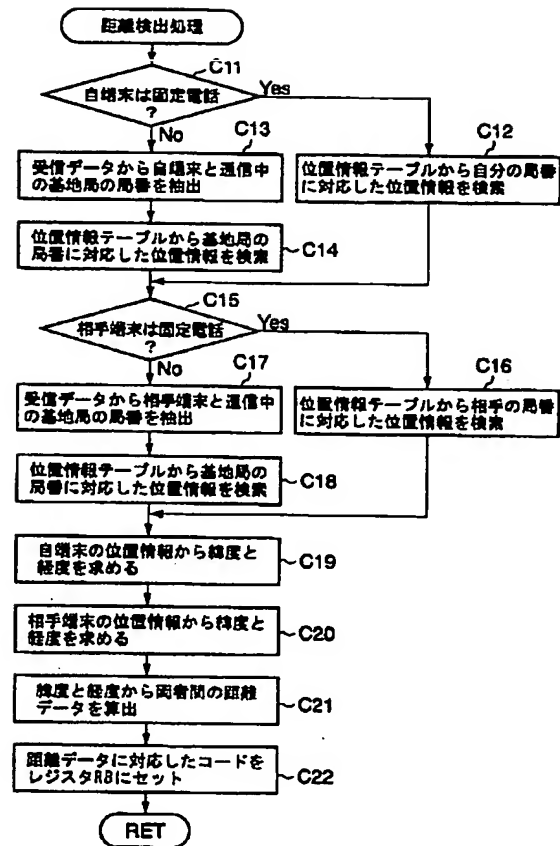 距離検出処理
C11
自端末は固定電話
?
Yes
No
C13
受信データから自端末と通信中
の基地局の局番を抽出
C12
位置情報テーブルから自分の局番
に対応した位置情報を検索
位置情報テーブルから基地局の
局番に対応した位置情報を検索
C14
C15
相手端末は固定電話
?
Yes
No
C17
受信データから相手端末と通信中
の基地局の局番を抽出
C16
位置情報テーブルから相手の局番
に対応した位置情報を検索
位置情報テーブルから基地局の
局番に対応した位置情報を検索
C18
自端末の位置情報から緯度と
経度を求める
C19
相手端末の位置情報から緯度と
経度を求める
C20
緯度と経度から両者間の距離
データを算出
C21
距離データに対応したコードを
レジスタRBにセット
C22
RET